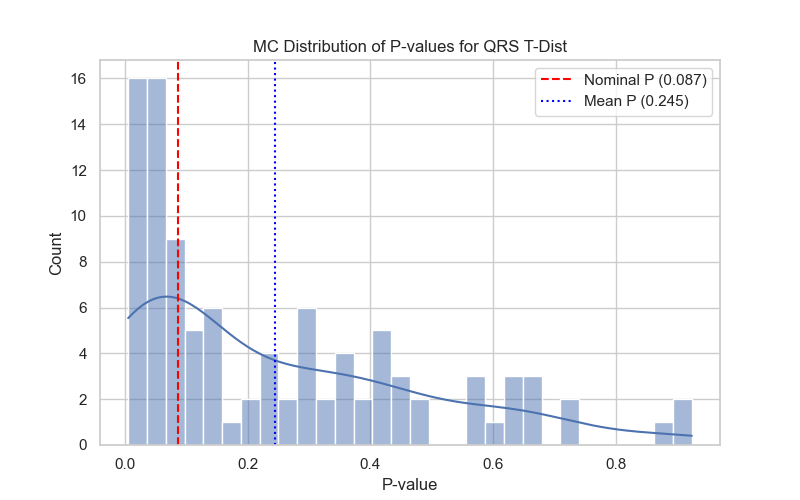 MC Distribution of P-values for QRS T-Dist
Nominal P (0.087)
Mean P (0.245)
Count
16
14
12
10
8
6
4
2
0
0.0 0.2 0.4 0.6 0.8
P-value